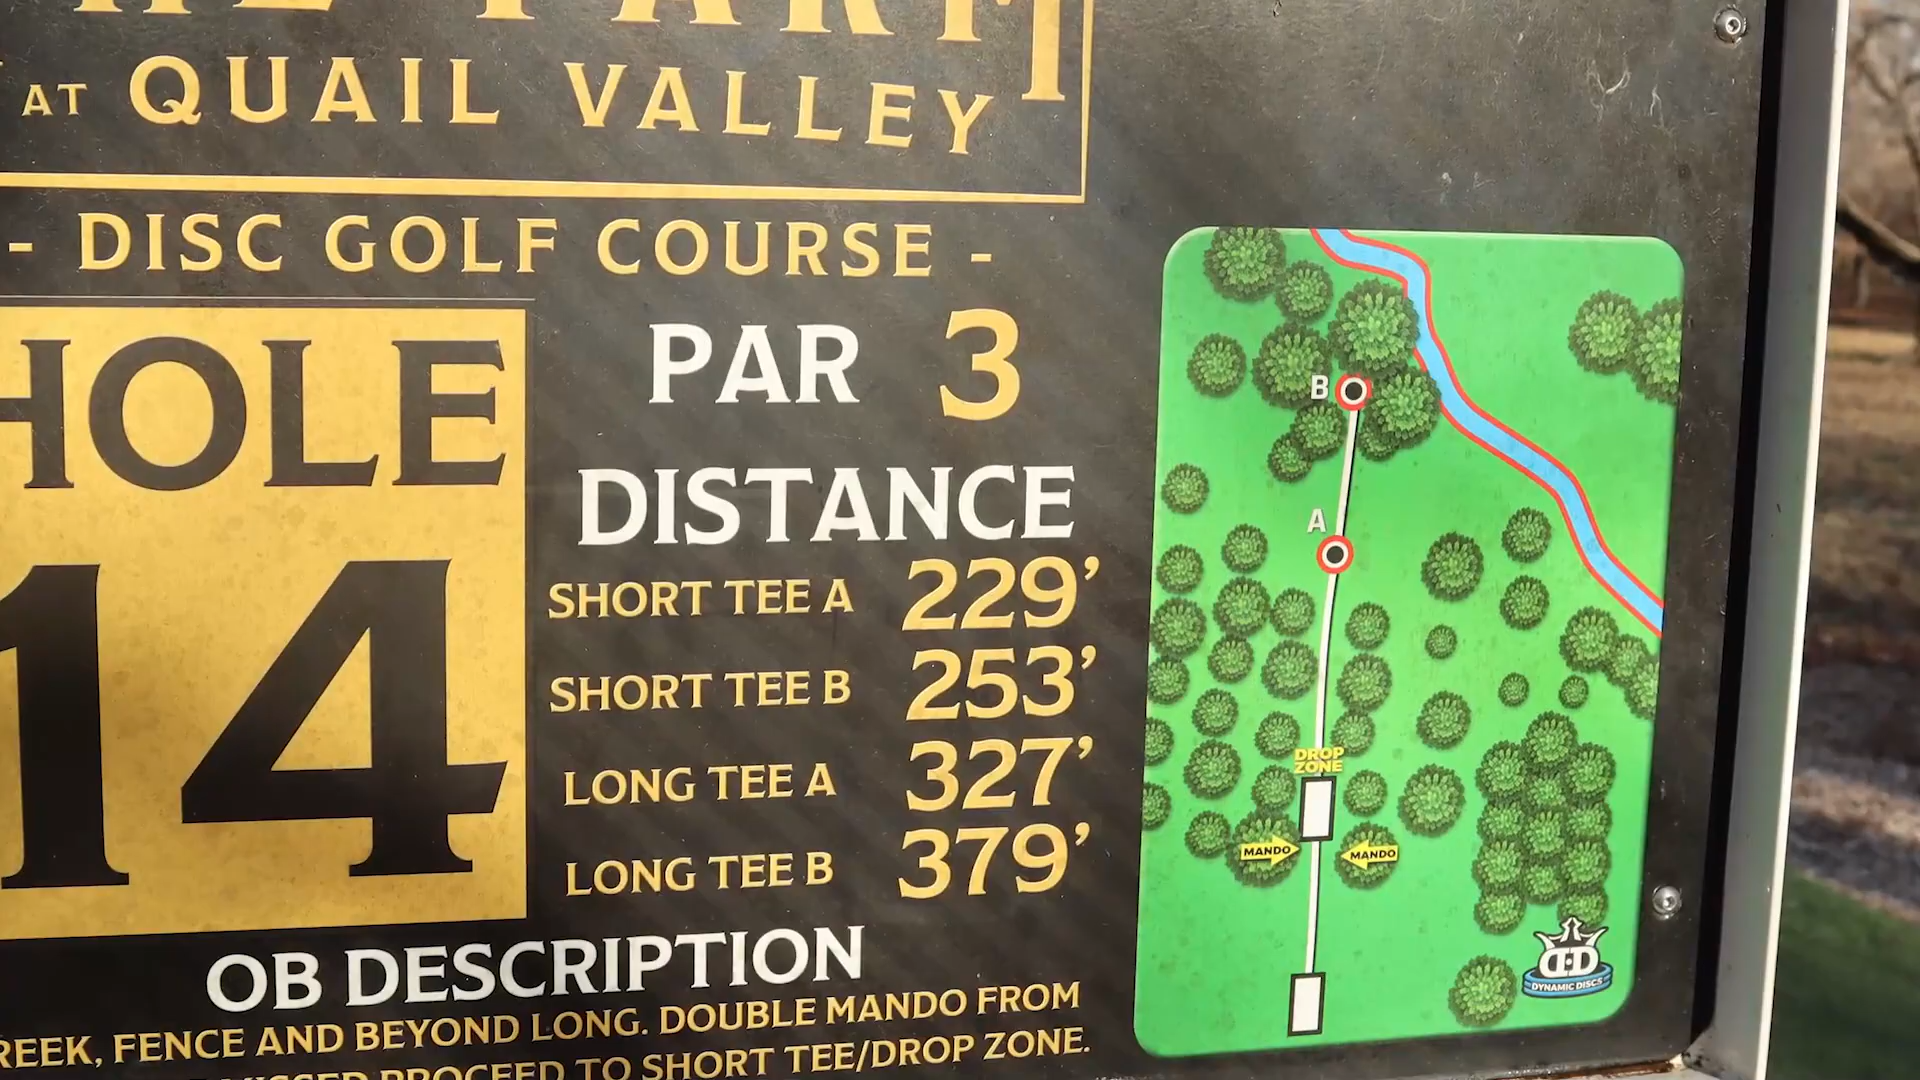 AT QUAIL VALLEY
- DISC GOLF COURSE -
HOLE
14
PAR 3
DISTANCE
SHORT TEE A 229’
SHORT TEE B 253’
LONG TEE A 327’
LONG TEE B 379’
OB DESCRIPTION
REEK, FENCE AND BEYOND LONG. DOUBLE MANDO FROM
MISSED PROCEED TO SHORT TEE/DROP ZONE.
B
A
DROP
ZONE
MANDO
MANDO
DD
DYNAMIC DISCS